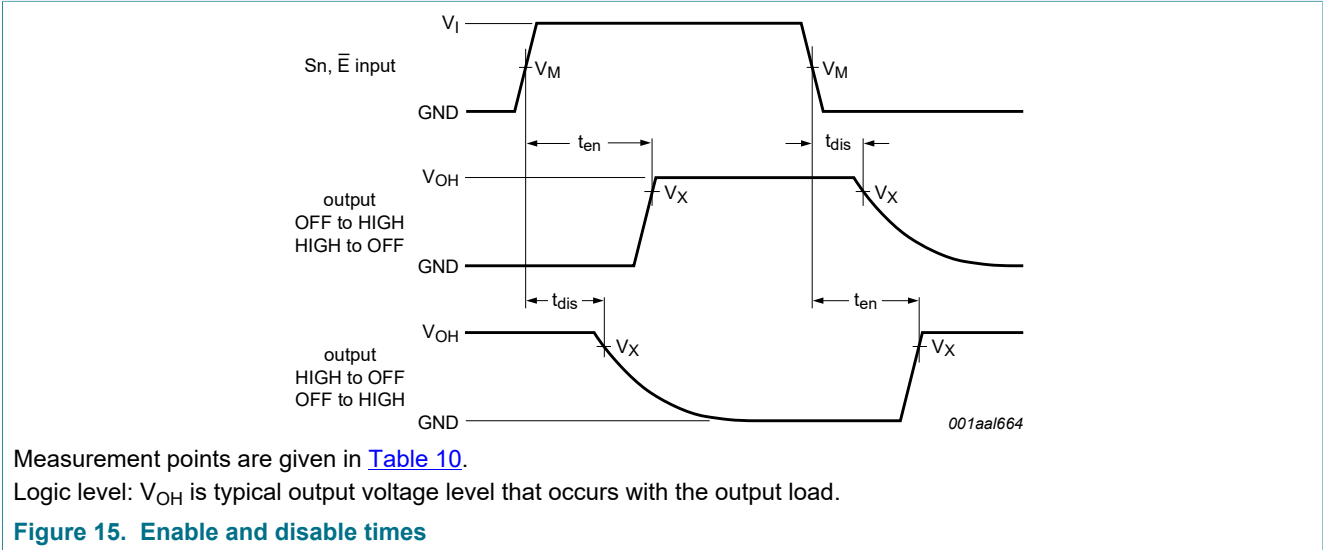 V_I
Sn, E̅ input
V_M
V_M
GND
t_en
t_dis
V_OH
V_X
V_X
output
OFF to HIGH
HIGH to OFF
GND
t_dis
t_en
V_OH
V_X
V_X
output
HIGH to OFF
OFF to HIGH
GND
001aal664
Measurement points are given in Table 10.
Logic level: V_OH is typical output voltage level that occurs with the output load.
Figure 15. Enable and disable times